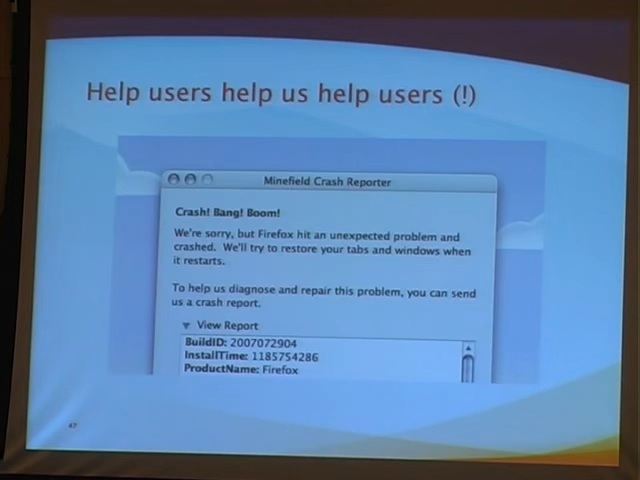 Help users help us help users (!)
Minefield Crash Reporter
Crash! Bang! Boom!
We're sorry, but Firefox hit an unexpected problem and
crashed. We'll try to restore your tabs and windows when
it restarts.
To help us diagnose and repair this problem, you can send
us a crash report.
View Report
BuildID: 2007072904
InstallTime: 1185754286
ProductName: Firefox
47